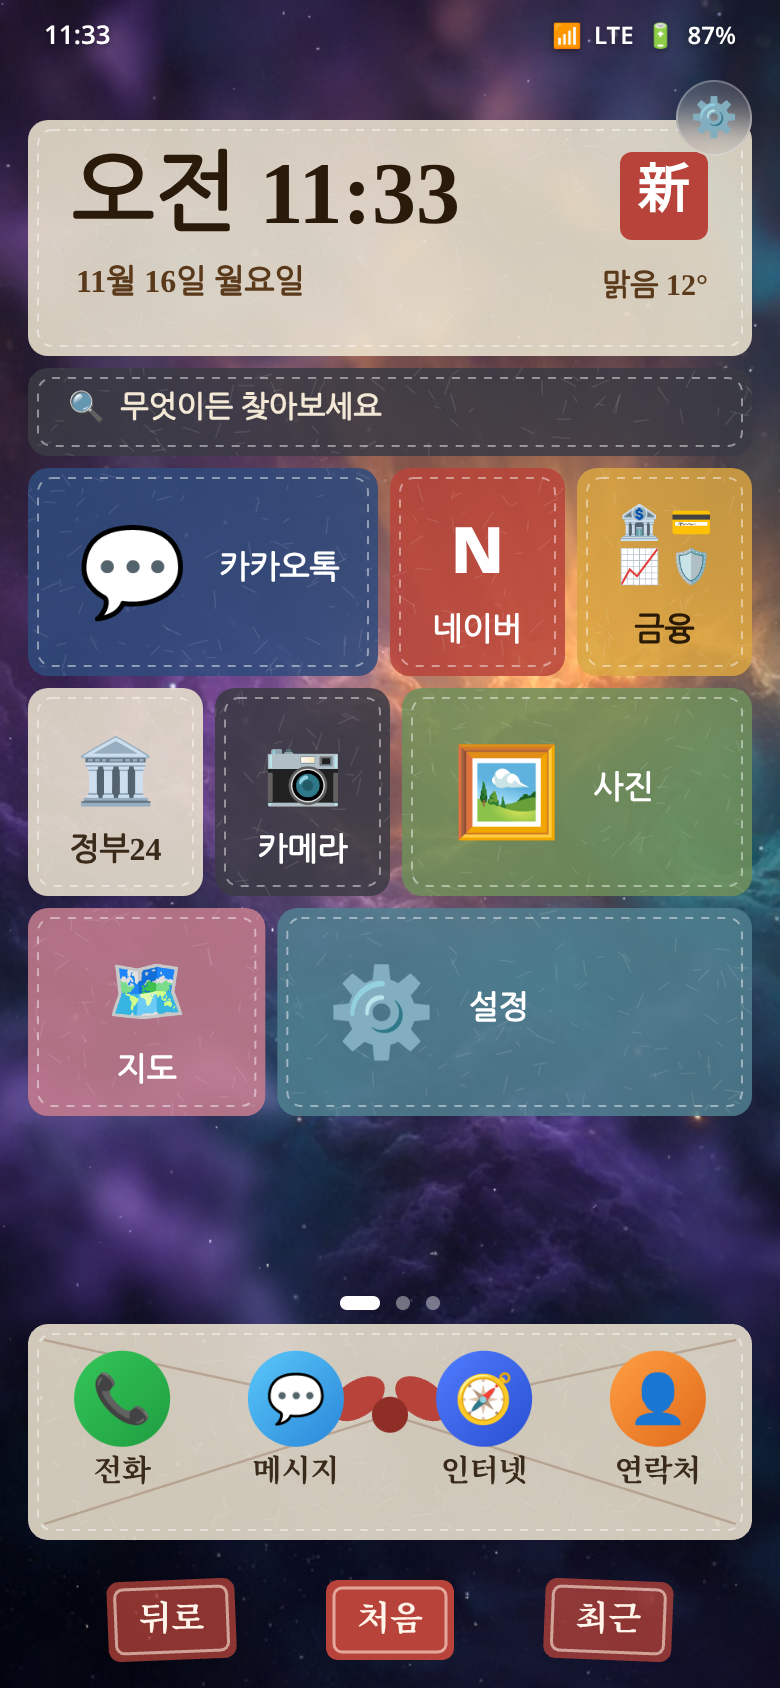 11:33 LTE 87%
오전 11:33
新
11월 16일 월요일
맑음 12°
무엇이든 찾아보세요
카카오톡
N
네이버
금융
정부24
카메라
사진
지도
설정
전화
메시지
인터넷
연락처
뒤로
처음
최근